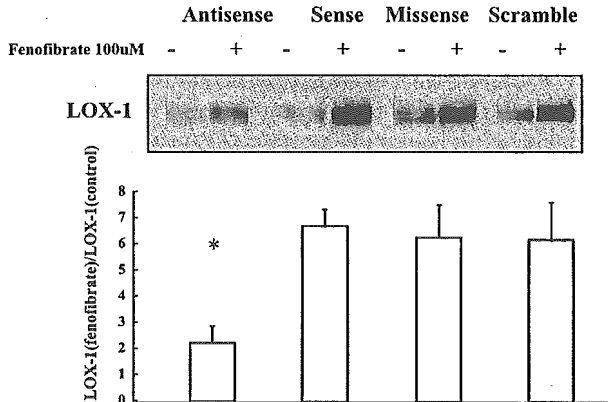 Antisense Sense Missense Scramble
Fenofibrate 100uM - + - + - + - +
LOX-1
LOX-1(fenofibrate)/LOX-1(control)
8
7
6
5
4
3
2
1
0
*